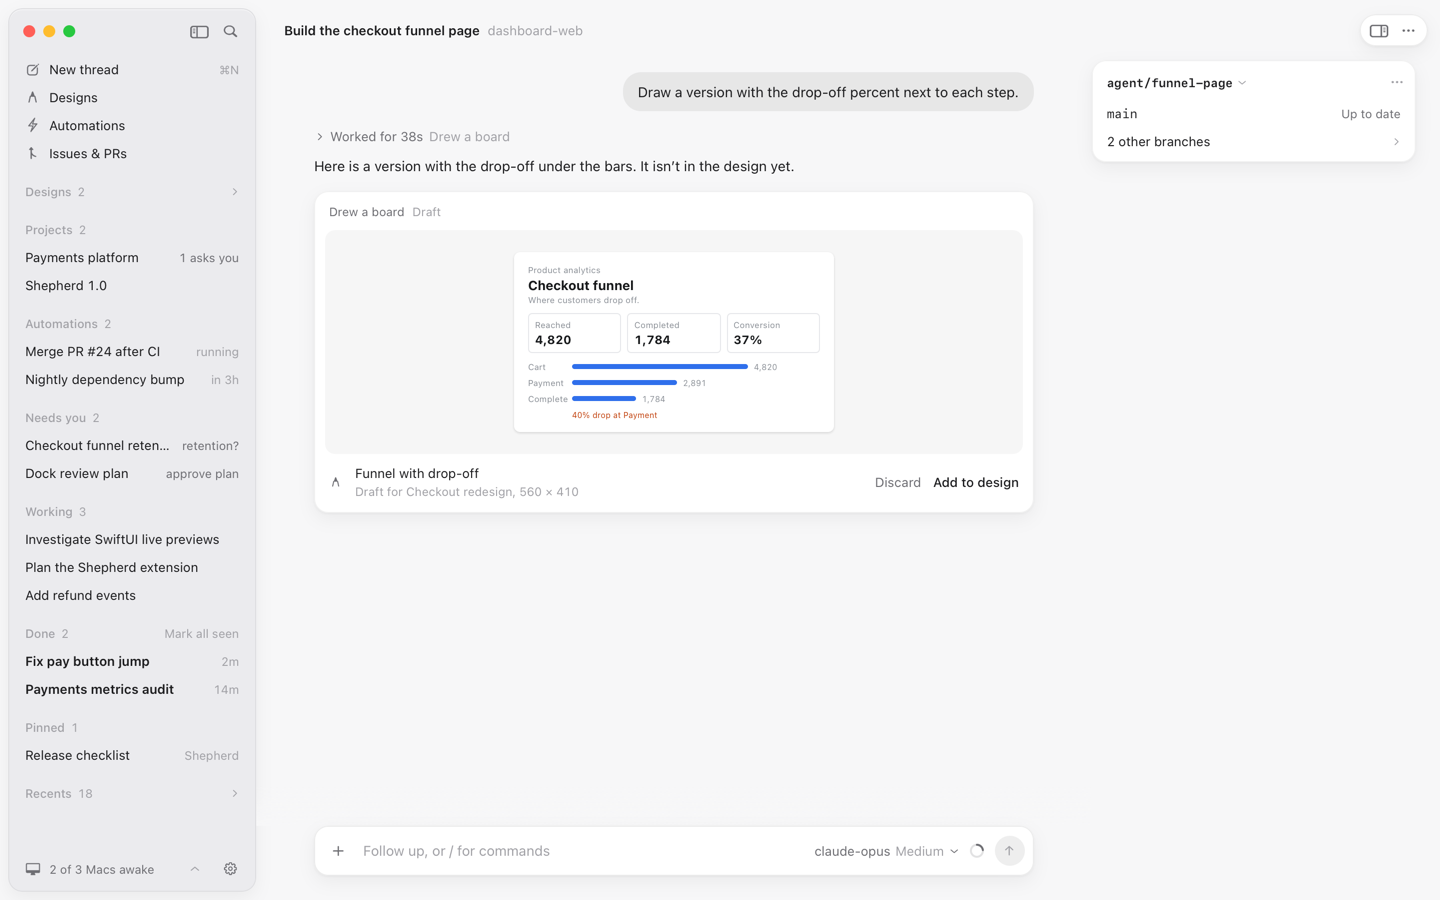 Build the checkout funnel page dashboard-web
New thread ⌘N
Designs
Automations
Issues & PRs
Designs 2
Projects 2
Payments platform 1 asks you
Shepherd 1.0
Automations 2
Merge PR #24 after CI running
Nightly dependency bump in 3h
Needs you 2
Checkout funnel reten... retention?
Dock review plan approve plan
Working 3
Investigate SwiftUI live previews
Plan the Shepherd extension
Add refund events
Done 2 Mark all seen
Fix pay button jump 2m
Payments metrics audit 14m
Pinned 1
Release checklist Shepherd
Recents 18
2 of 3 Macs awake
Draw a version with the drop-off percent next to each step.
Worked for 38s Drew a board
Here is a version with the drop-off under the bars. It isn’t in the design yet.
Drew a board Draft
Product analytics
Checkout funnel
Where customers drop off.
Reached Completed Conversion
4,820 1,784 37%
Cart 4,820
Payment 2,891
Complete 1,784
40% drop at Payment
Funnel with drop-off
Draft for Checkout redesign, 560 × 410
Discard Add to design
Follow up, or / for commands claude-opus Medium
agent/funnel-page
main Up to date
2 other branches